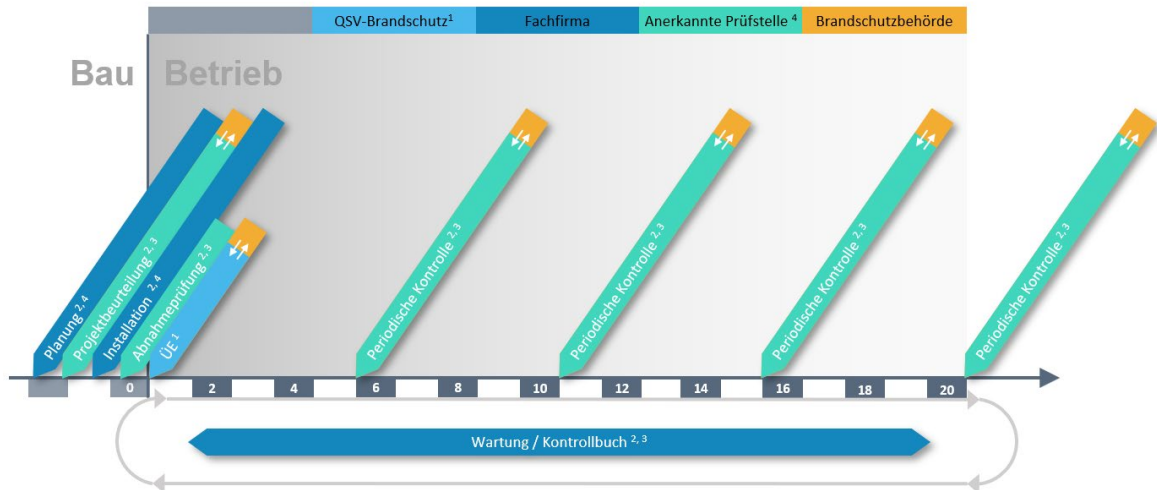 QSV-Brandschutz¹ Fachfirma Anerkannte Prüfstelle ⁴ Brandschutzbehörde
Bau Betrieb
Planung ²,⁴
Projektbeurteilung ²,³
Installation ²,⁴
Abnahmeprüfung ²,³
ÜE ¹
Periodische Kontrolle ²,³
Periodische Kontrolle ²,³
Periodische Kontrolle ²,³
Periodische Kontrolle ²,³
0 2 4 6 8 10 12 14 16 18 20
Wartung / Kontrollbuch ²,³